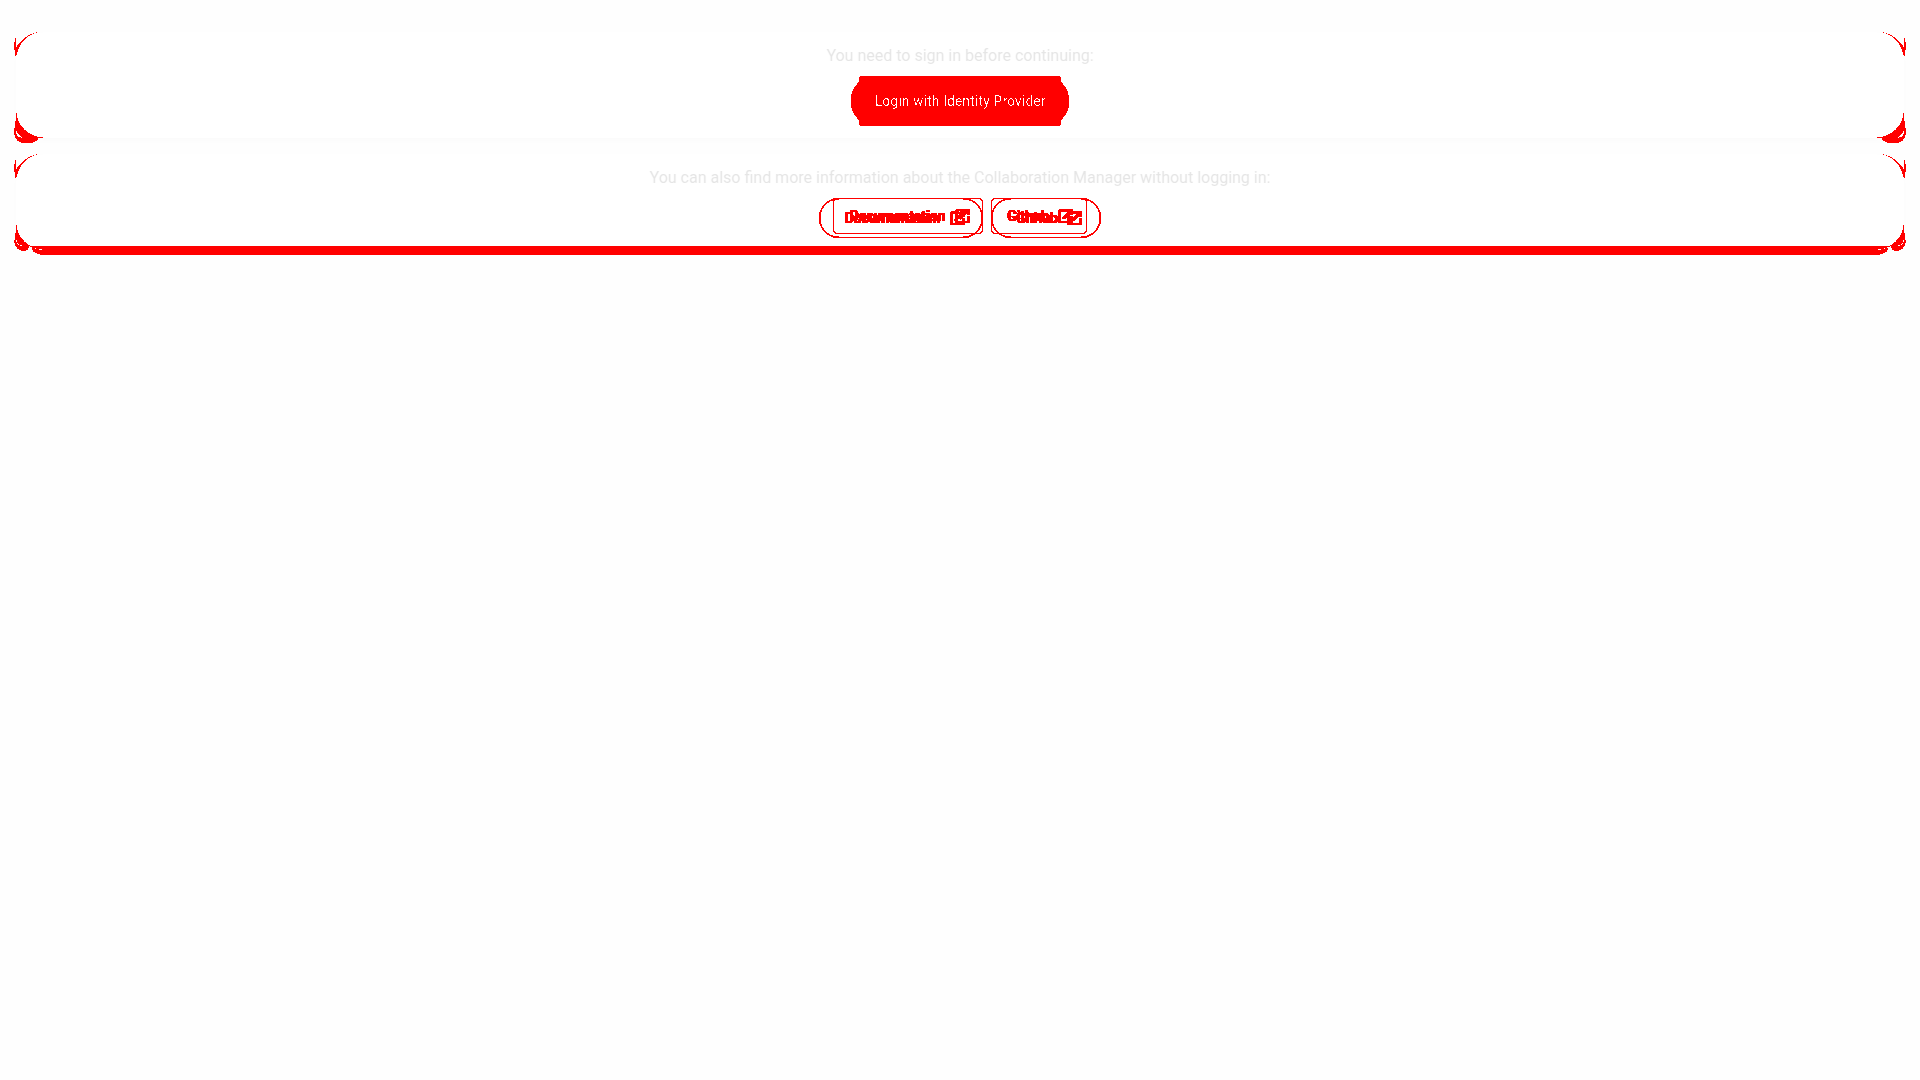 You need to sign in before continuing:
Login with Identity Provider
You can also find more information about the Collaboration Manager without logging in:
Documentation GitHub